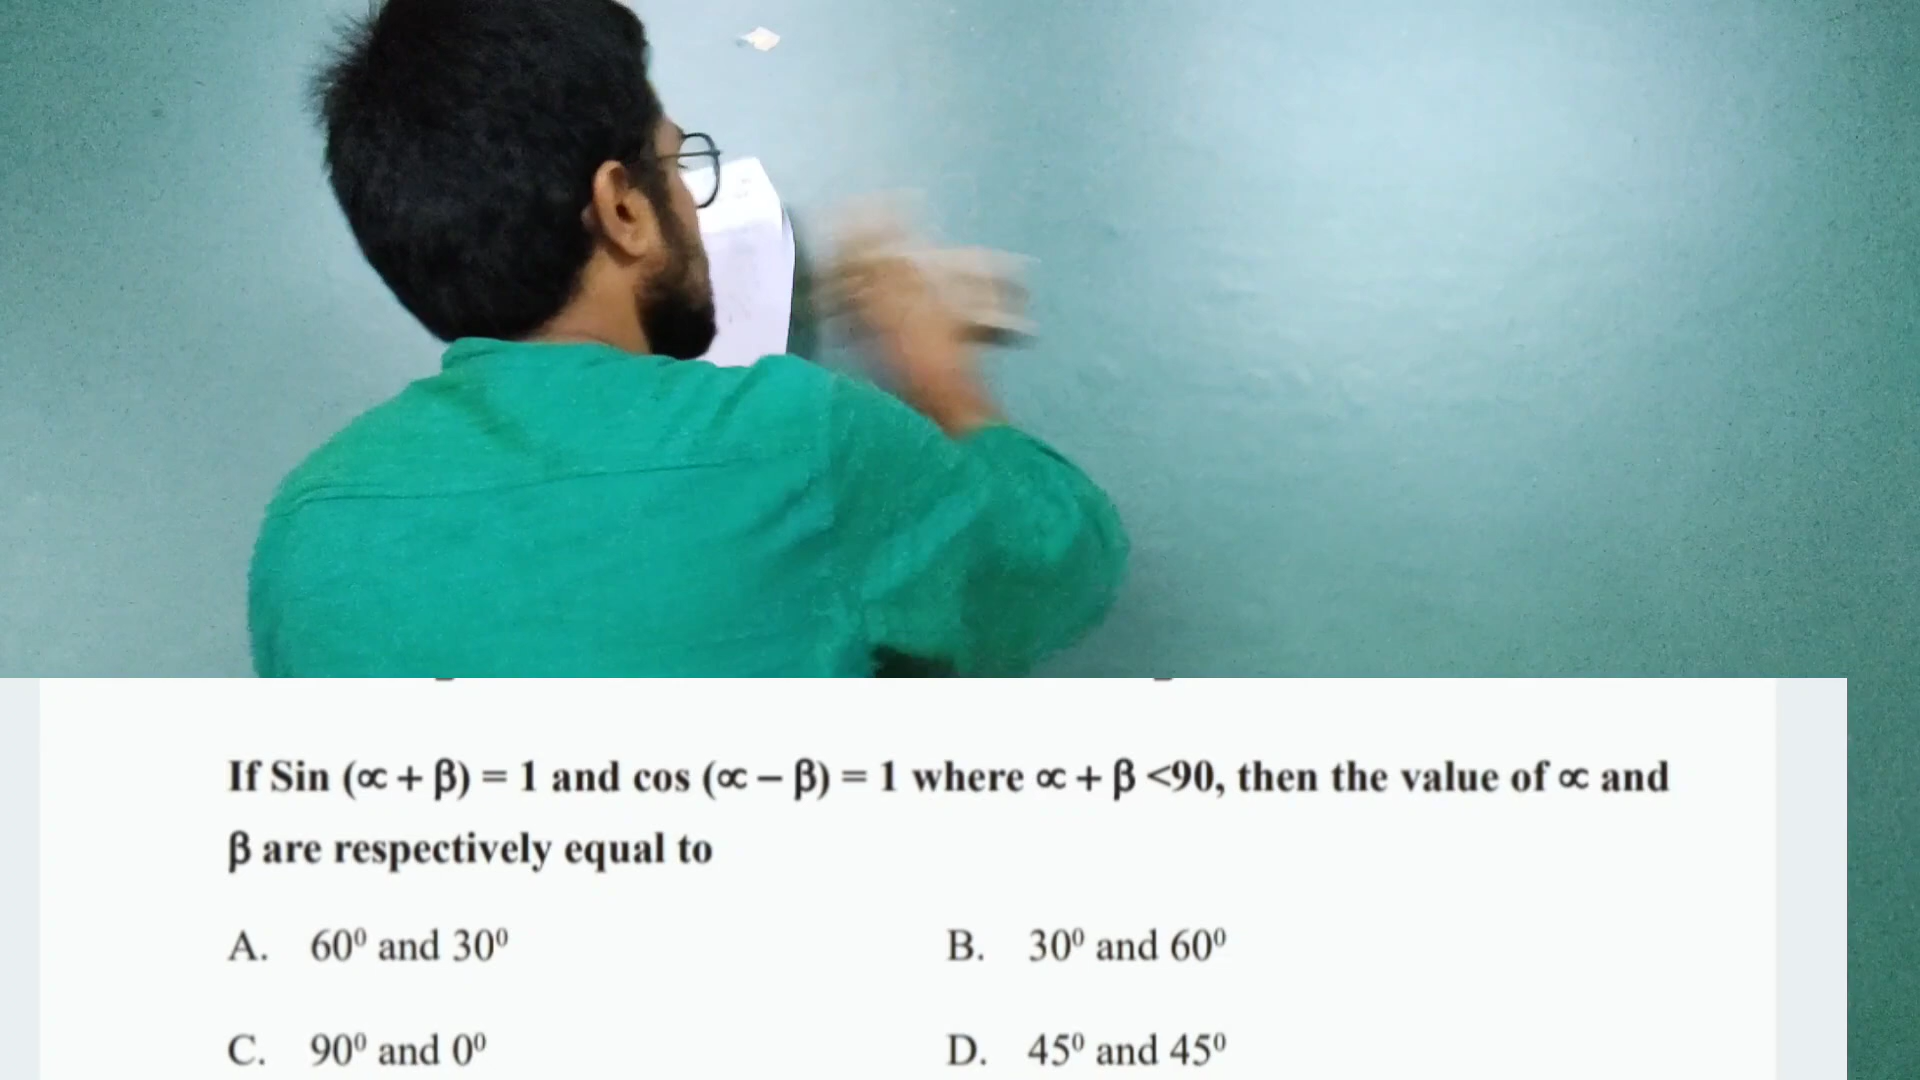 If Sin (∝ + β) = 1 and cos (∝ – β) = 1 where ∝ + β <90, then the value of ∝ and
β are respectively equal to
A. 60⁰ and 30⁰
B. 30⁰ and 60⁰
C. 90⁰ and 0⁰
D. 45⁰ and 45⁰